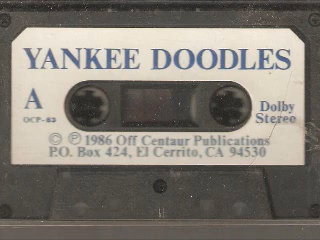 YANKEE DOODLES
A
OCP-83
Dolby
Stereo
© ℗ 1986 Off Centaur Publications
P.O. Box 424, El Cerrito, CA 94530